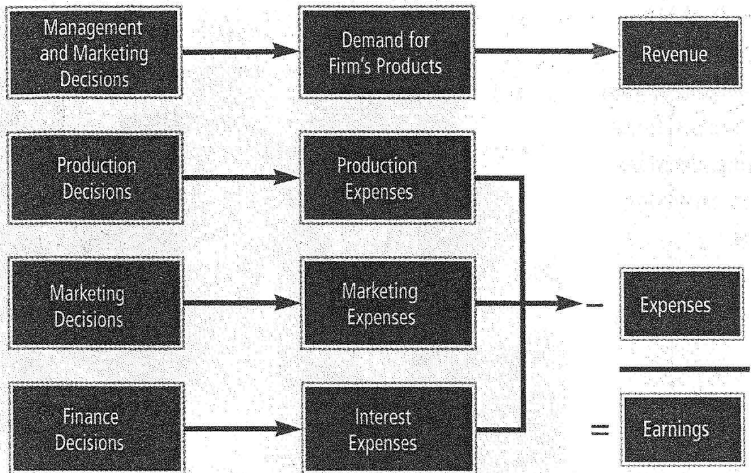 Management
and Marketing
Decisions
Demand for
Firm's Products
Revenue
Production
Decisions
Production
Expenses
Marketing
Decisions
Marketing
Expenses
–
Expenses
Finance
Decisions
Interest
Expenses
=
Earnings